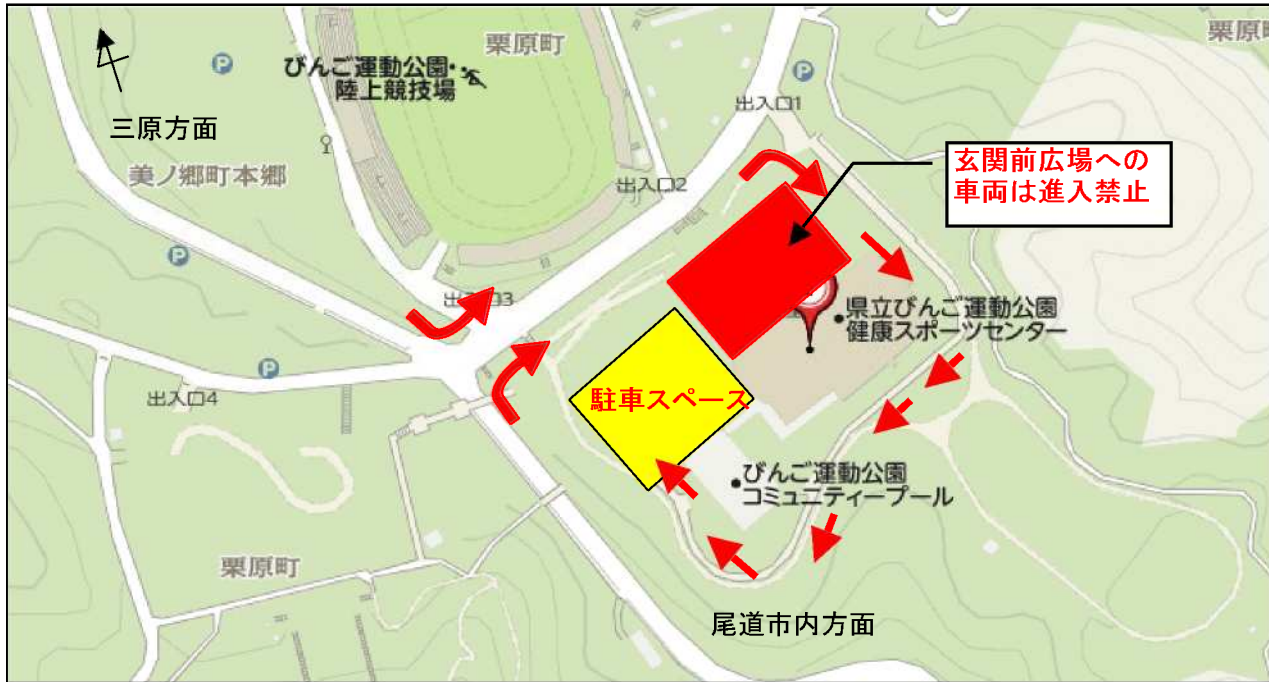 栗原町
栗原町
P
びんご運動公園・
陸上競技場
P
出入口1
三原方面
美ノ郷町本郷
玄関前広場への
車両は進入禁止
出入口2
P
出入口3
県立びんご運動公園
健康スポーツセンター
P
出入口4
駐車スペース
びんご運動公園
コミュニティープール
栗原町
尾道市内方面